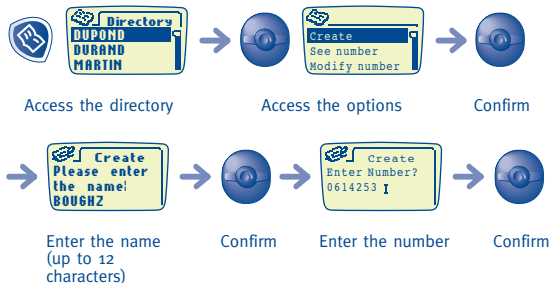 Directory
DUPOND
DURAND
MARTIN
Create
See number
Modify number
Access the directory
Access the options
Confirm
Create
Please enter
the name:
BOUGHZ
Create
Enter Number?
0614253
Enter the name
(up to 12
characters)
Confirm
Enter the number
Confirm